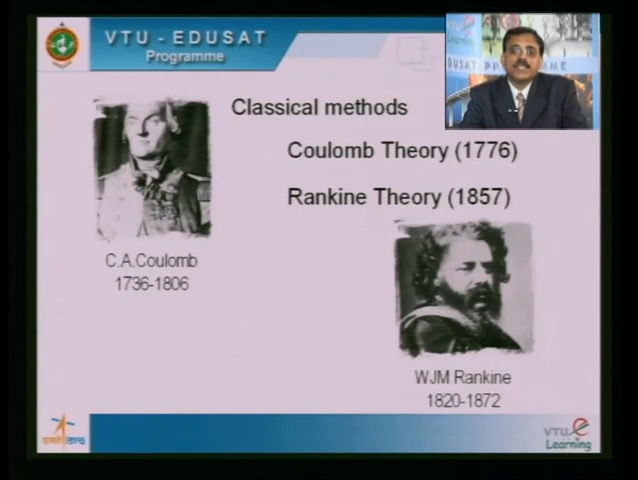 VTU - EDUSAT
Programme
Classical methods
Coulomb Theory (1776)
Rankine Theory (1857)
C.A.Coulomb
1736-1806
WJM Rankine
1820-1872
VTU e
Learning